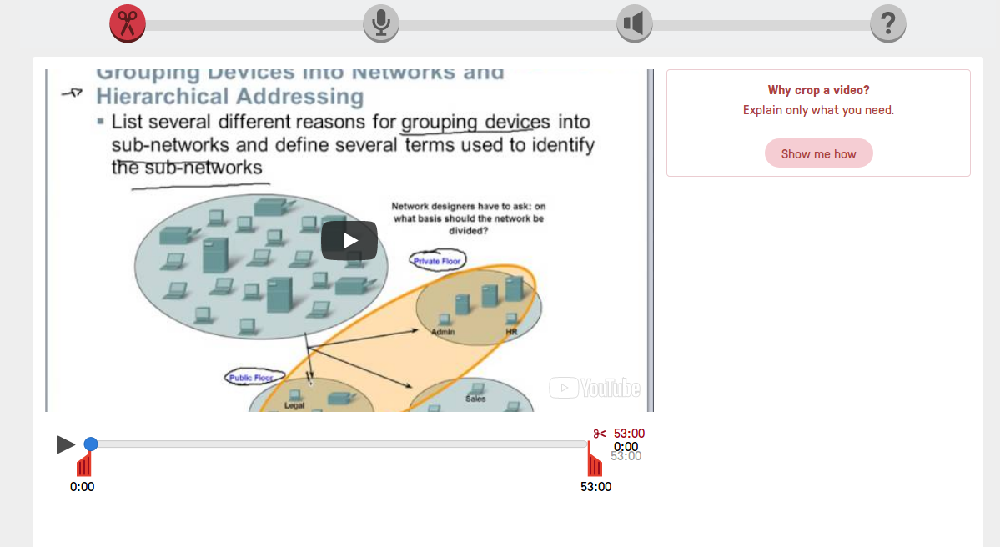 ?
Grouping Devices into Networks and
Hierarchical Addressing
List several different reasons for grouping devices into
sub-networks and define several terms used to identify
the sub-networks
Network designers have to ask: on
what basis should the network be
divided?
Private Floor
Admin
HR
Public Floor
Legal
Sales
YouTube
53:00
0:00
53:00
0:00
53:00
Why crop a video?
Explain only what you need.
Show me how